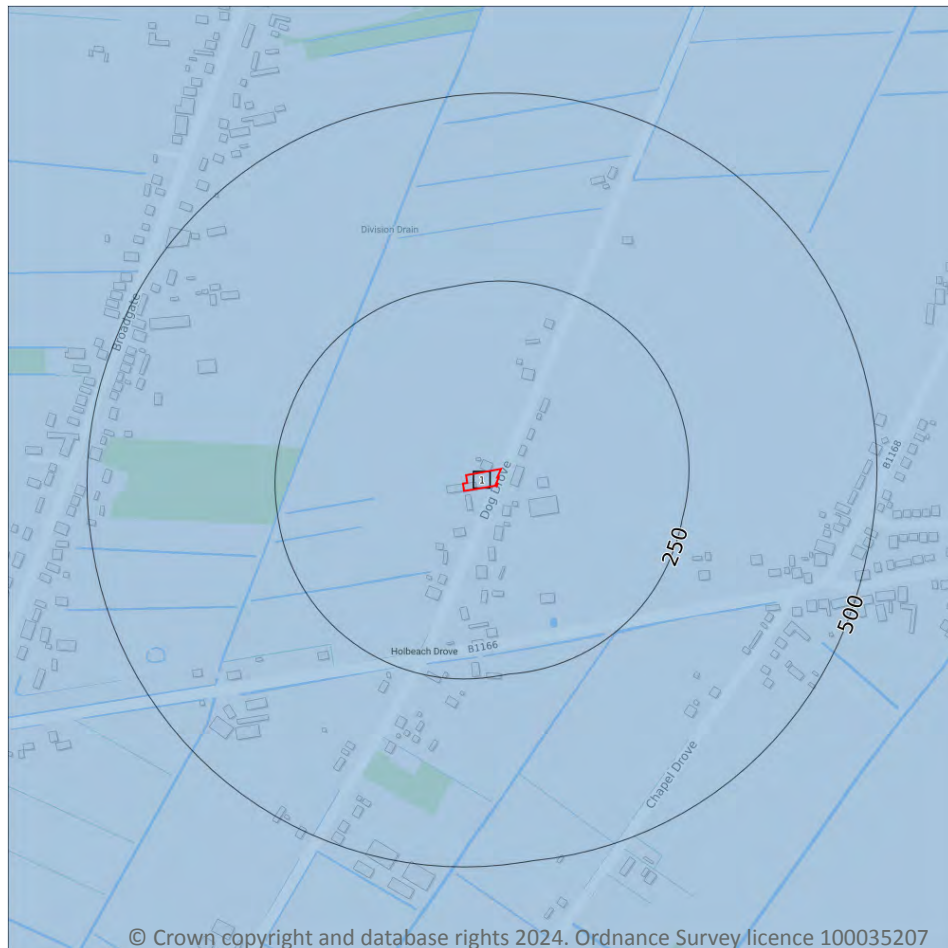 Division Drain
Broadgate
B1168
1
Dog Drove
250
500
Holbeach Drove
B1166
Chapel Drove
© Crown copyright and database rights 2024. Ordnance Survey licence 100035207